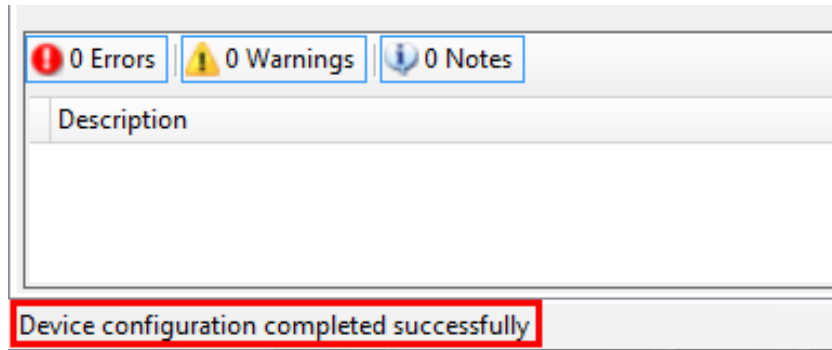 0 Errors 0 Warnings 0 Notes
Description
Device configuration completed successfully